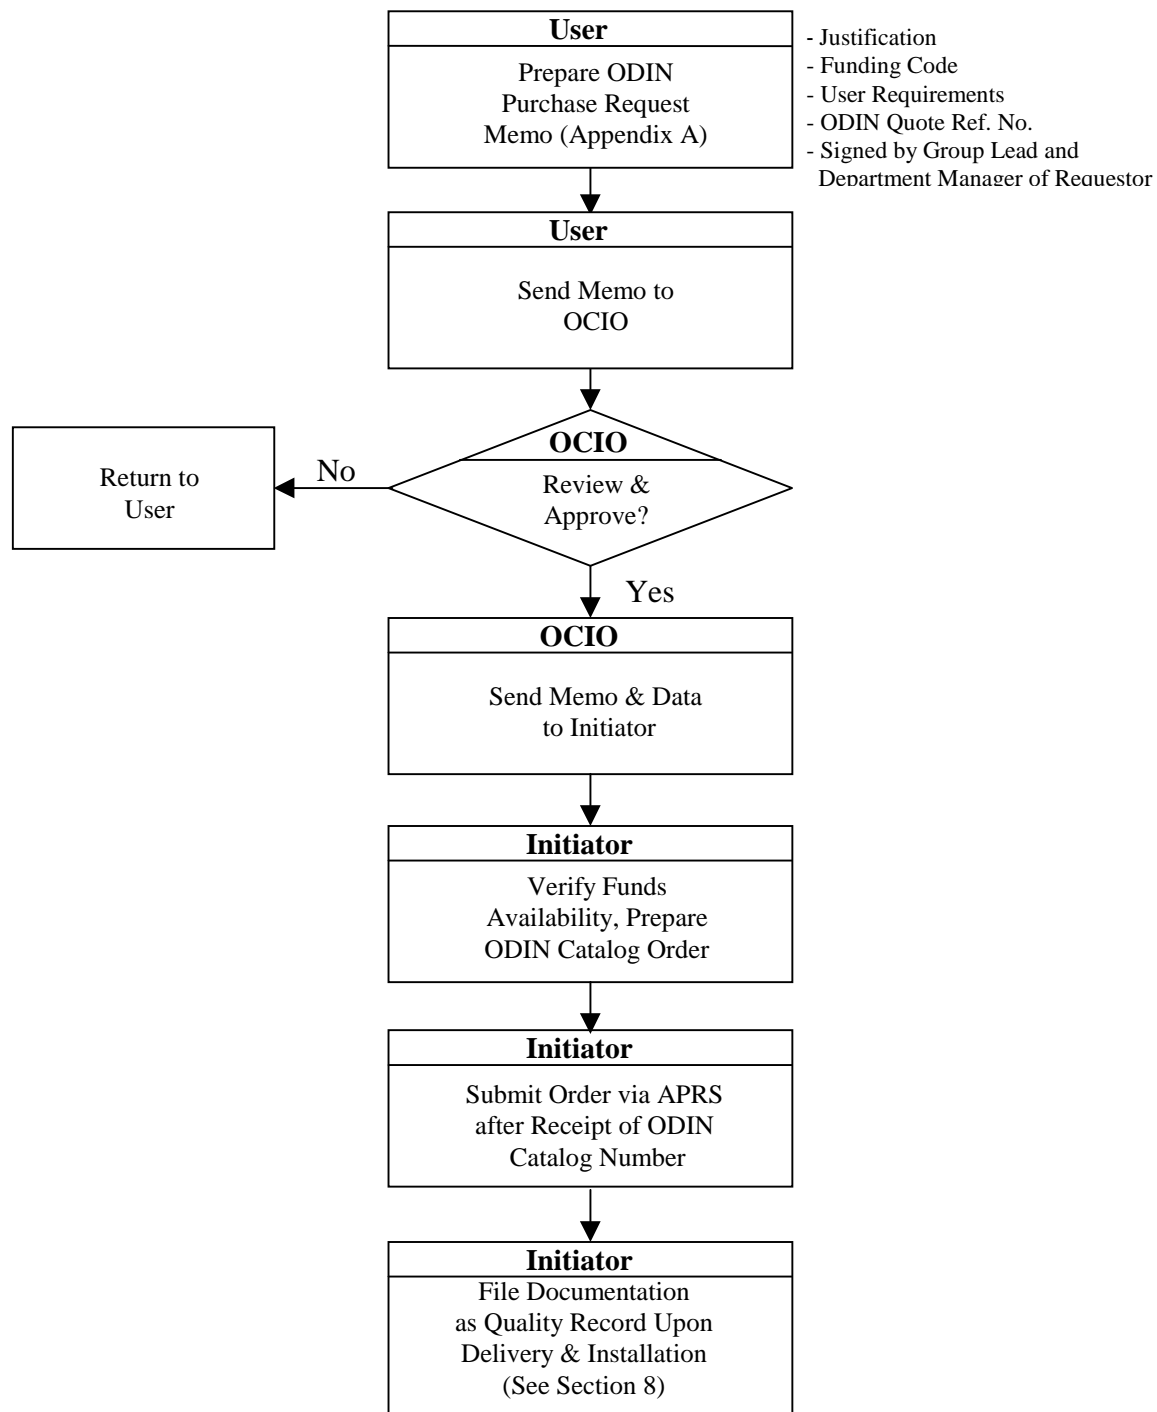 User
Prepare ODIN
Purchase Request
Memo (Appendix A)
- Justification
- Funding Code
- User Requirements
- ODIN Quote Ref. No.
- Signed by Group Lead and
Department Manager of Requestor
User
Send Memo to
OCIO
OCIO
Review &
Approve?
No
Return to
User
Yes
OCIO
Send Memo & Data
to Initiator
Initiator
Verify Funds
Availability, Prepare
ODIN Catalog Order
Initiator
Submit Order via APRS
after Receipt of ODIN
Catalog Number
Initiator
File Documentation
as Quality Record Upon
Delivery & Installation
(See Section 8)